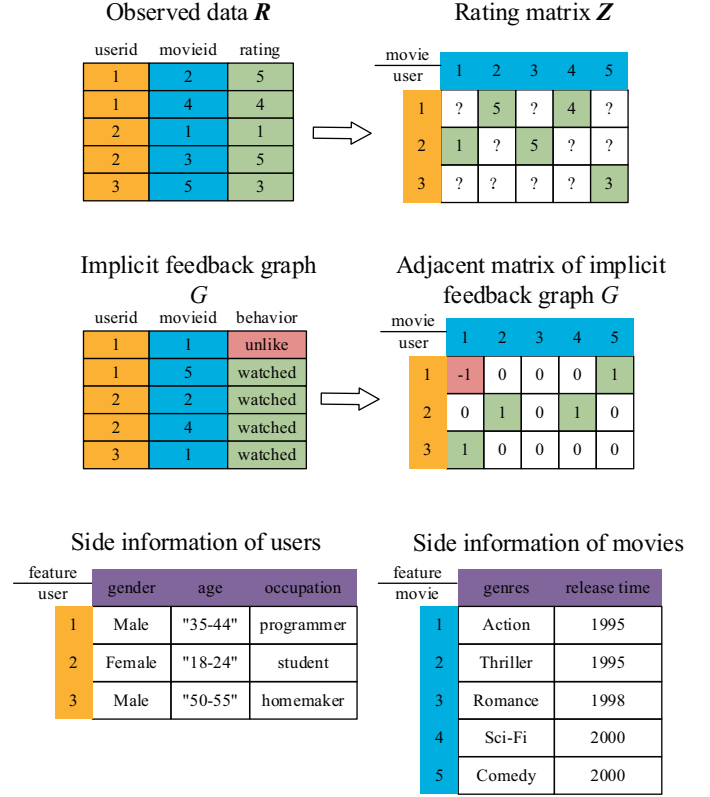 Observed data R
Rating matrix Z
userid movieid rating
1 2 5
1 4 4
2 1 1
2 3 5
3 5 3
movie
user
1 2 3 4 5
1 ? 5 ? 4 ?
2 1 ? 5 ? ?
3 ? ? ? ? 3
Implicit feedback graph
G
userid movieid behavior
1 1 unlike
1 5 watched
2 2 watched
2 4 watched
3 1 watched
Adjacent matrix of implicit
feedback graph G
movie
user
1 2 3 4 5
1 -1 0 0 0 1
2 0 1 0 1 0
3 1 0 0 0 0
Side information of users
feature
user
gender age occupation
1 Male "35-44" programmer
2 Female "18-24" student
3 Male "50-55" homemaker
Side information of movies
feature
movie
genres release time
1 Action 1995
2 Thriller 1995
3 Romance 1998
4 Sci-Fi 2000
5 Comedy 2000